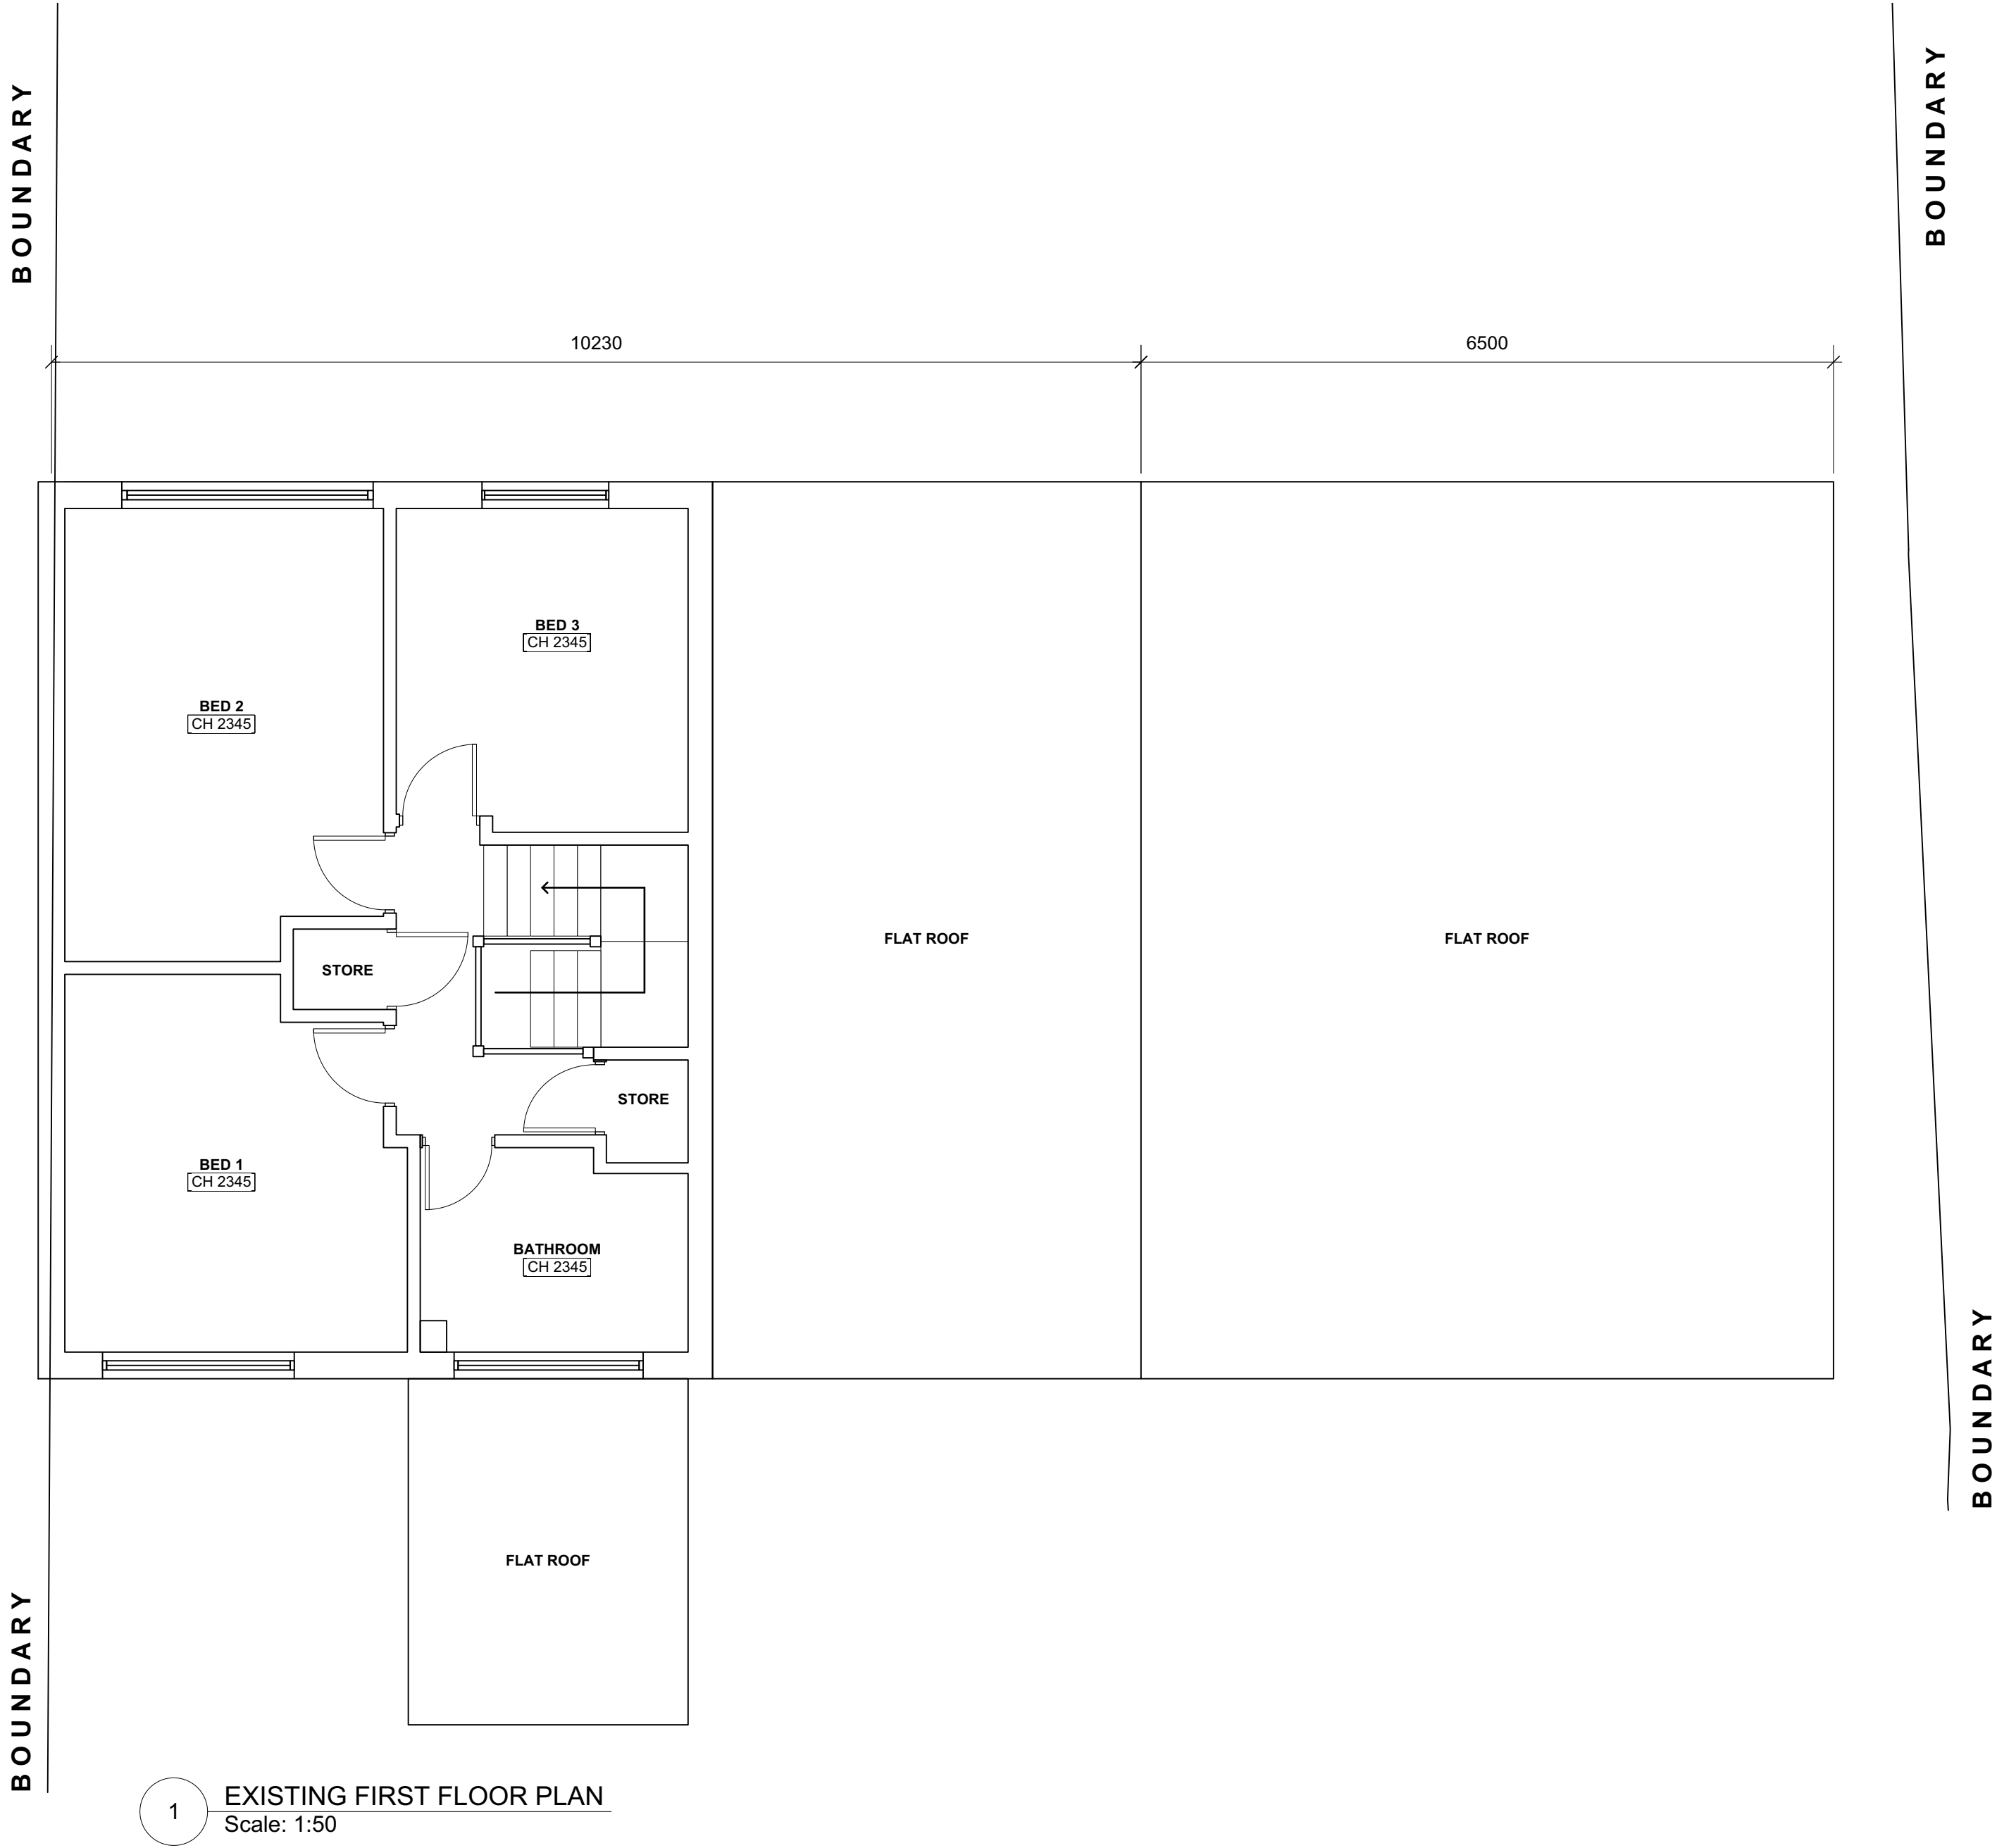 BOUNDARY
BOUNDARY
10230
6500
BED 3
CH 2345
BED 2
CH 2345
FLAT ROOF
FLAT ROOF
STORE
STORE
BED 1
CH 2345
BATHROOM
CH 2345
BOUNDARY
FLAT ROOF
BOUNDARY
1
EXISTING FIRST FLOOR PLAN
Scale: 1:50